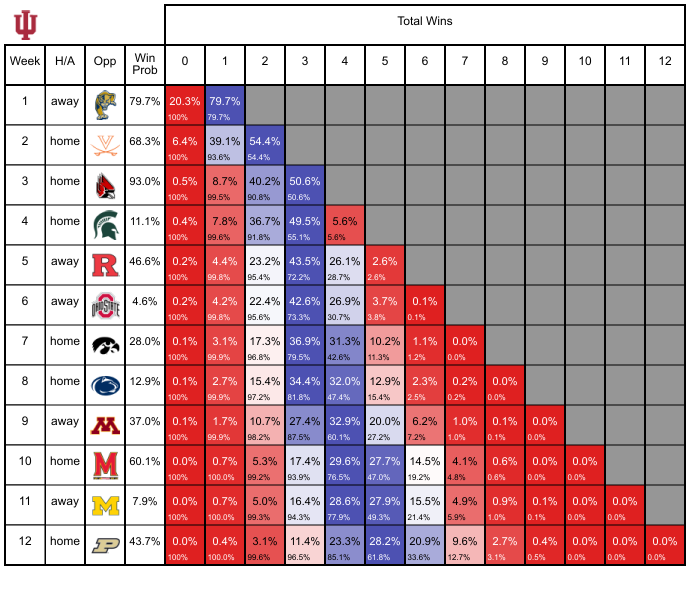 Total Wins
Week H/A Opp Win Prob 0 1 2 3 4 5 6 7 8 9 10 11 12
1 away 79.7% 20.3% 79.7%
100% 79.7%
2 home 68.3% 6.4% 39.1% 54.4%
100% 93.6% 54.4%
3 home 93.0% 0.5% 8.7% 40.2% 50.6%
100% 99.5% 90.8% 50.6%
4 home 11.1% 0.4% 7.8% 36.7% 49.5% 5.6%
100% 99.6% 91.8% 55.1% 5.6%
5 away R 46.6% 0.2% 4.4% 23.2% 43.5% 26.1% 2.6%
100% 99.8% 95.4% 72.2% 28.7% 2.6%
6 away OHIO STATE 4.6% 0.2% 4.2% 22.4% 42.6% 26.9% 3.7% 0.1%
100% 99.8% 95.6% 73.3% 30.7% 3.8% 0.1%
7 home 28.0% 0.1% 3.1% 17.3% 36.9% 31.3% 10.2% 1.1% 0.0%
100% 99.9% 96.8% 79.5% 42.6% 11.3% 1.2% 0.0%
8 home 12.9% 0.1% 2.7% 15.4% 34.4% 32.0% 12.9% 2.3% 0.2% 0.0%
100% 99.9% 97.2% 81.8% 47.4% 15.4% 2.5% 0.2% 0.0%
9 away M 37.0% 0.1% 1.7% 10.7% 27.4% 32.9% 20.0% 6.2% 1.0% 0.1% 0.0%
100% 99.9% 98.2% 87.5% 60.1% 27.2% 7.2% 1.0% 0.1% 0.0%
10 home M 60.1% 0.0% 0.7% 5.3% 17.4% 29.6% 27.7% 14.5% 4.1% 0.6% 0.0% 0.0%
100% 100.0% 99.2% 93.9% 76.5% 47.0% 19.2% 4.8% 0.6% 0.0% 0.0%
11 away M 7.9% 0.0% 0.7% 5.0% 16.4% 28.6% 27.9% 15.5% 4.9% 0.9% 0.1% 0.0% 0.0%
100% 100.0% 99.3% 94.3% 77.9% 49.3% 21.4% 5.9% 1.0% 0.1% 0.0% 0.0%
12 home P 43.7% 0.0% 0.4% 3.1% 11.4% 23.3% 28.2% 20.9% 9.6% 2.7% 0.4% 0.0% 0.0% 0.0%
100% 100.0% 99.6% 96.5% 85.1% 61.8% 33.6% 12.7% 3.1% 0.5% 0.0% 0.0% 0.0%